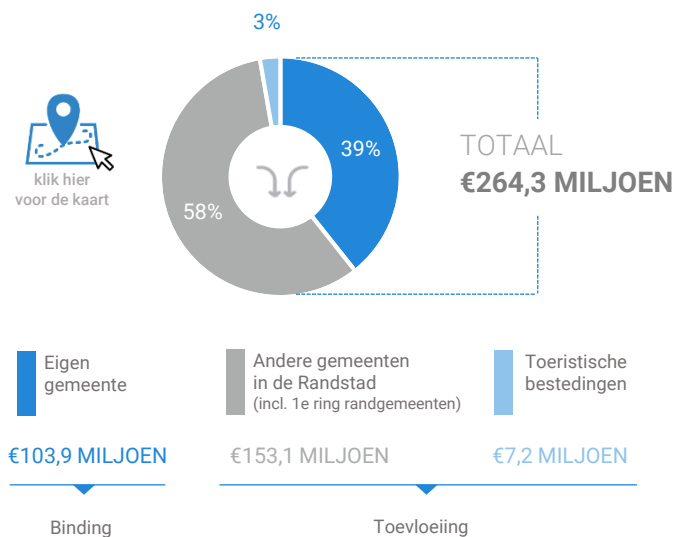 3%
39%
58%
klik hier
voor de kaart
TOTAAL
€264,3 MILJOEN
Eigen
gemeente
Andere gemeenten
in de Randstad
(incl. 1e ring randgemeenten)
Toeristische
bestedingen
€103,9 MILJOEN
€153,1 MILJOEN
€7,2 MILJOEN
Binding
Toevloeiing